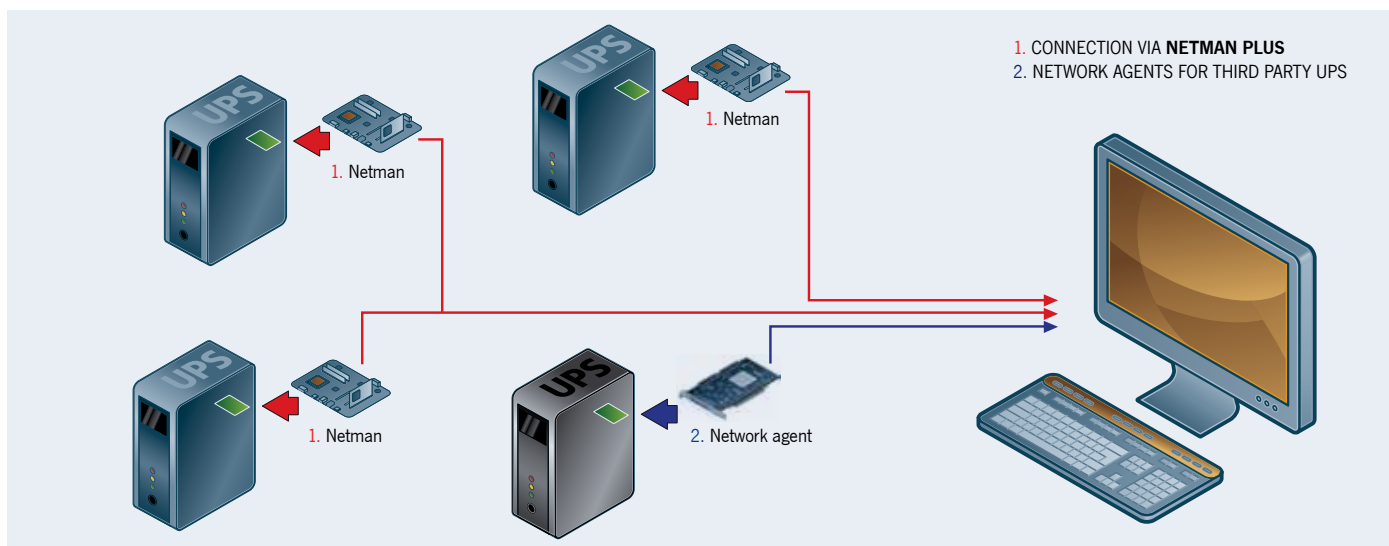 UPS
UPS
1. CONNECTION VIA NETMAN PLUS
2. NETWORK AGENTS FOR THIRD PARTY UPS
1. Netman
1. Netman
UPS
UPS
1. Netman
2. Network agent